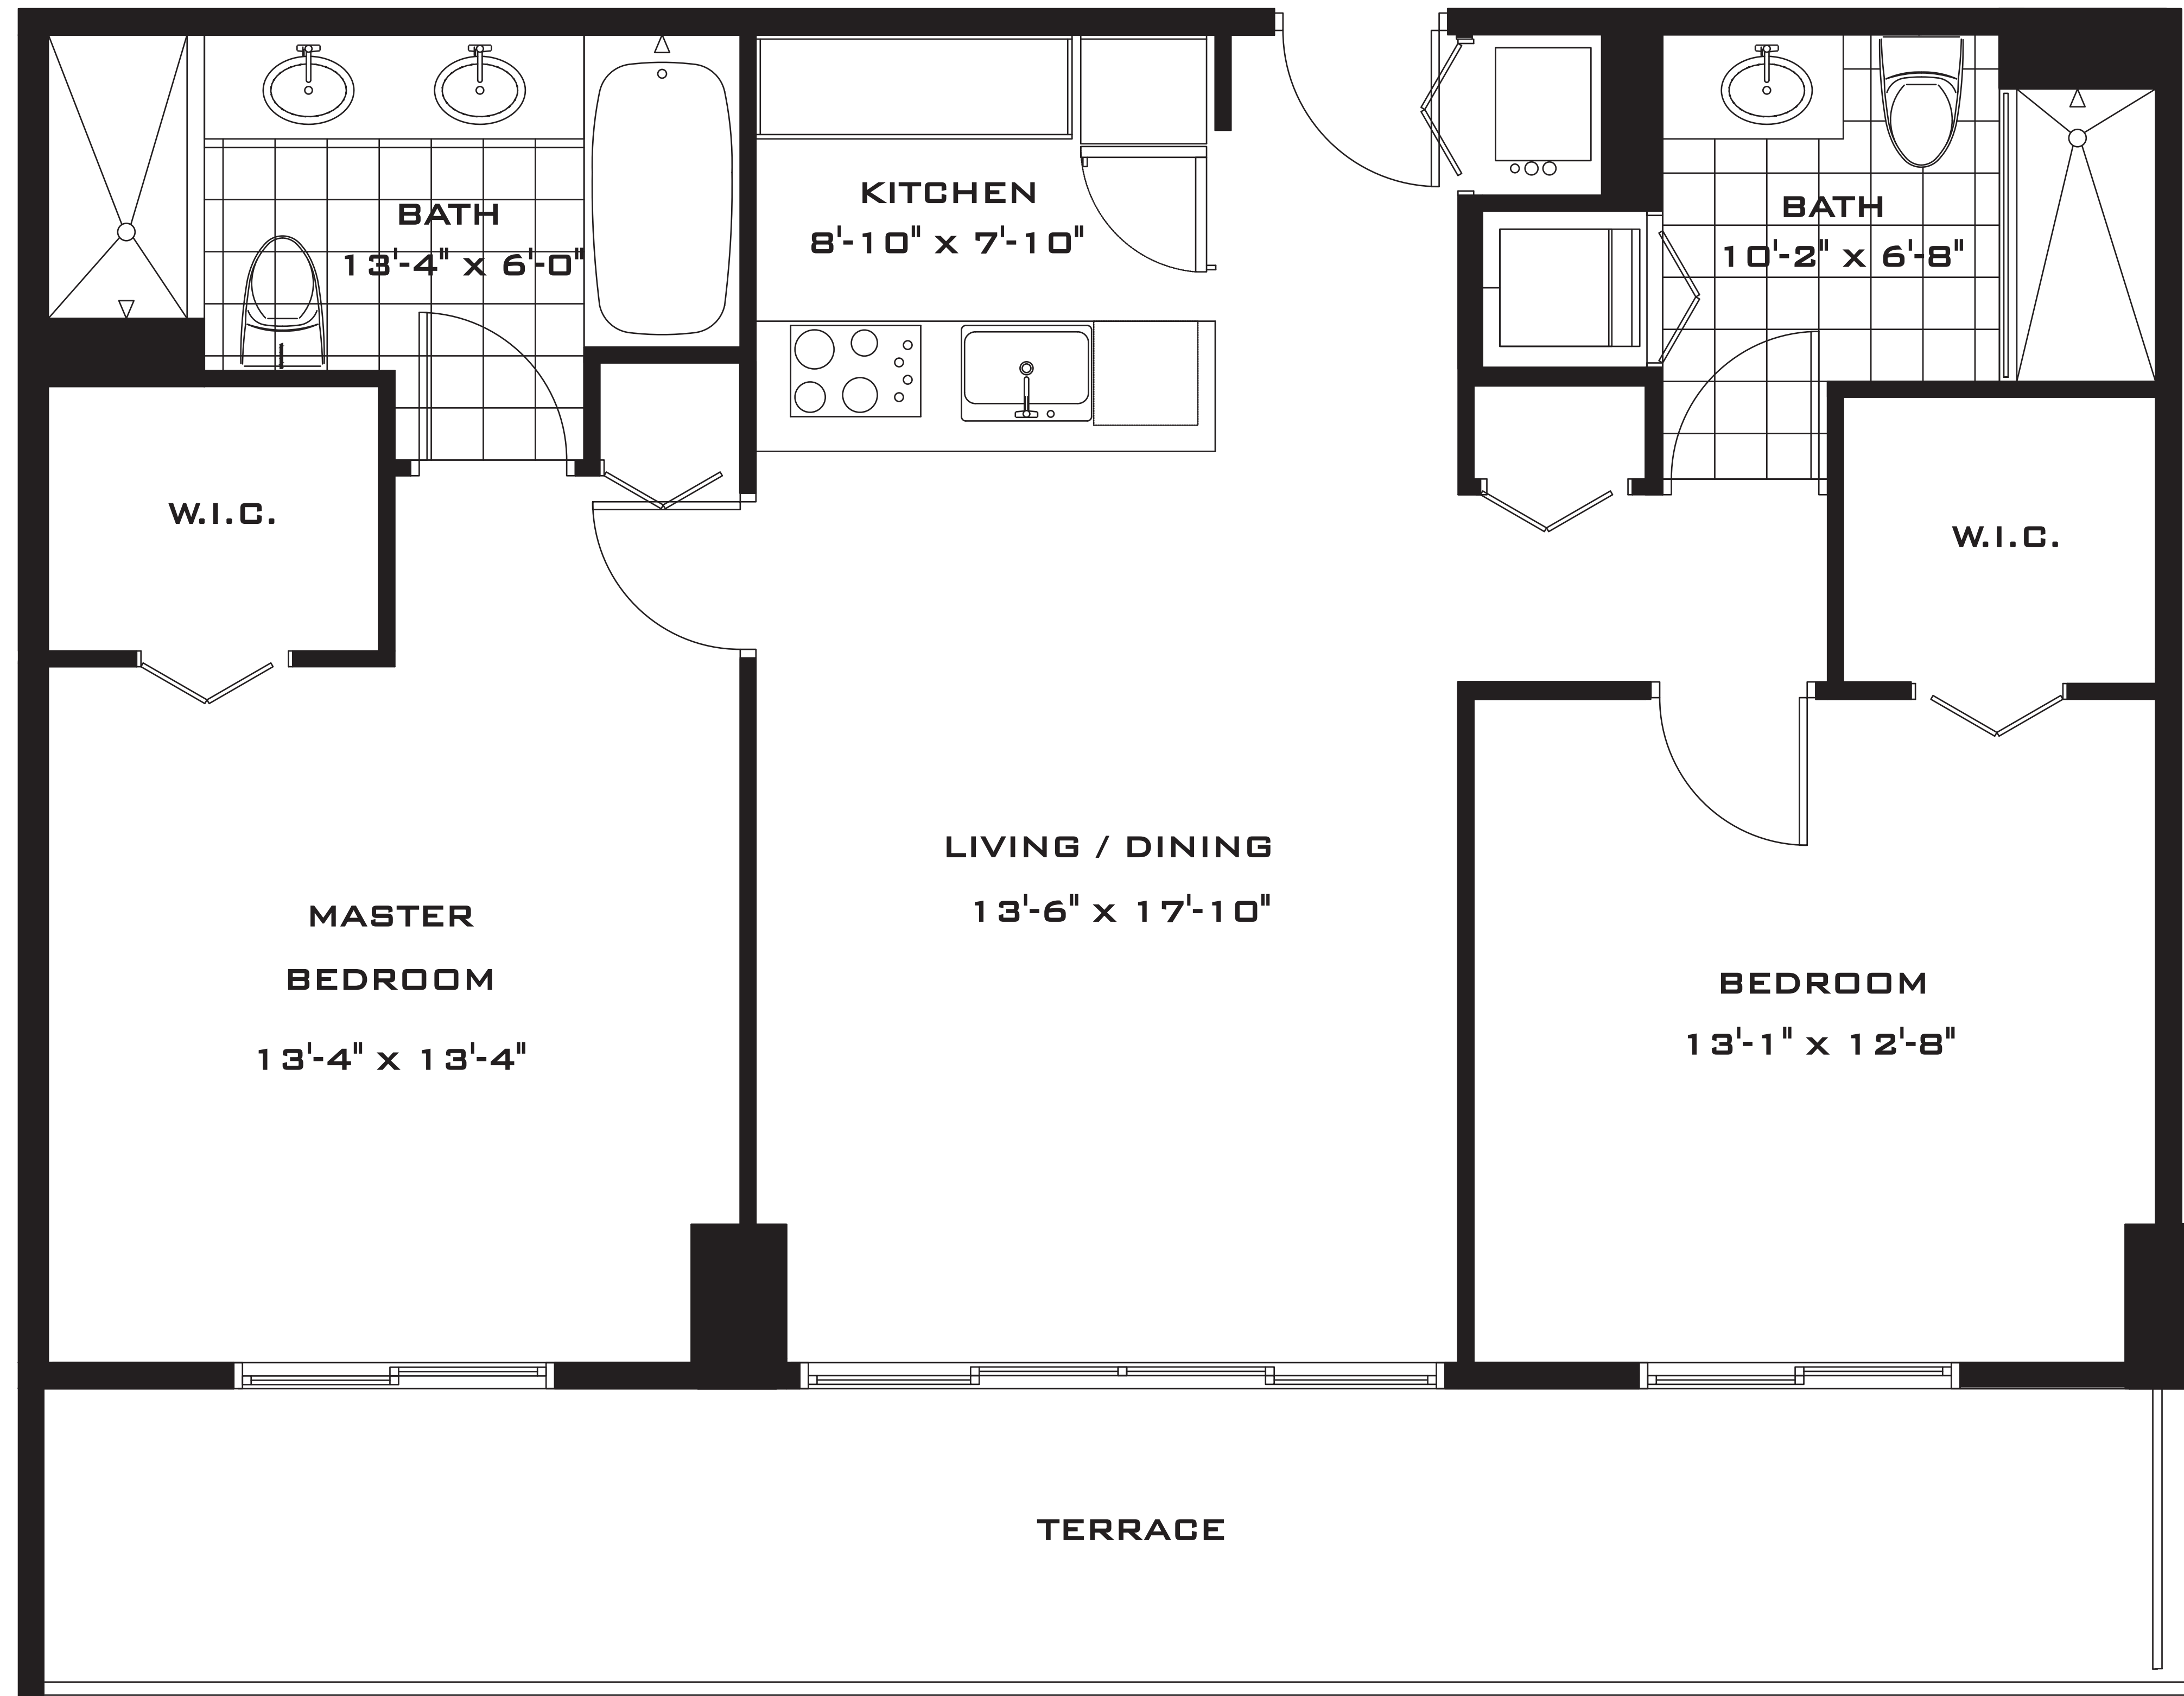 BATH
13'-4" x 6'-0"
KITCHEN
8'-10" x 7'-10"
BATH
10'-2" x 6'-8"
W.I.C.
W.I.C.
LIVING / DINING
13'-6" x 17'-10"
MASTER
BEDROOM
13'-4" x 13'-4"
BEDROOM
13'-1" x 12'-8"
TERRACE